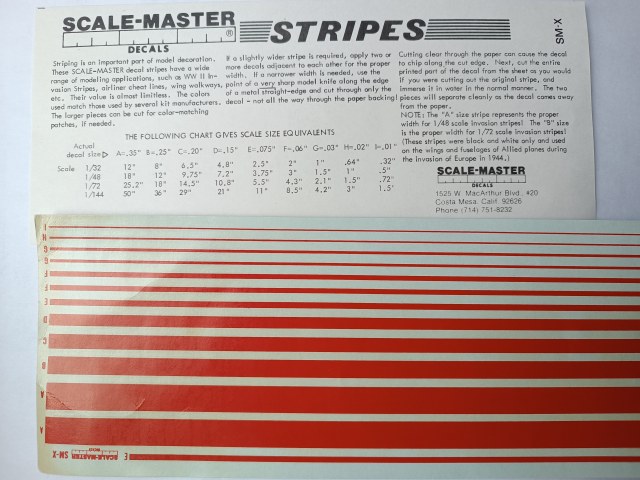 SCALE-MASTER ®
DECALS
STRIPES
SM-X
Striping is an important part of model decoration.
These SCALE-MASTER decal stripes have a wide
range of modeling applications, such as WW II In-
vasion Stripes, airliner cheat lines, wing walkways,
etc. Their value is almost limitless. The colors
used match those used by several kit manufacturers.
The larger pieces can be cut for color-matching
patches, if needed.
If a slightly wider stripe is required, apply two or
more decals adjacent to each other for the proper
width. If a narrower width is needed, use the
point of a very sharp model knife along the edge
of a metal straight-edge and cut through only the
decal - not all the way through the paper backing!
Cutting clear through the paper can cause the decal
to chip along the cut edge. Next, cut the entire
printed part of the decal from the sheet as you would
if you were cutting out the original stripe, and
immerse it in water in the normal manner. The two
pieces will separate cleanly as the decal comes away
from the paper.
NOTE: The "A" size stripe represents the proper
width for 1/48 scale invasion stripes! The "B" size
is the proper width for 1/72 scale invasion stripes!
(These stripes were black and white only and used
on the wings and fuselages of Allied planes during
the invasion of Europe in 1944.)
THE FOLLOWING CHART GIVES SCALE SIZE EQUIVALENTS
Actual
decal size A=.35" B=.25" C=.20" D=.15" E=.075" F=.06" G=.03" H=.02" I=.01"
Scale 1/32 12" 8" 6.5" 4.8" 2.5" 2" 1" .64" .32"
1/48 18" 12" 9.75" 7.2" 3.75" 3" 1.5" 1" .5"
1/72 25.2" 18" 14.5" 10.8" 5.5" 4.3" 2.1" 1.5" .72"
1/144 50" 36" 29" 21" 11" 8.5" 4.2" 3" 1.5"
SCALE-MASTER
DECALS
1525 W. MacArthur Blvd., #20
Costa Mesa, Calif. 92626
Phone (714) 751-8232
I
H
G
G
F
F
E
E
D
C
B
A
A
E
SCALE-MASTER
SM-X